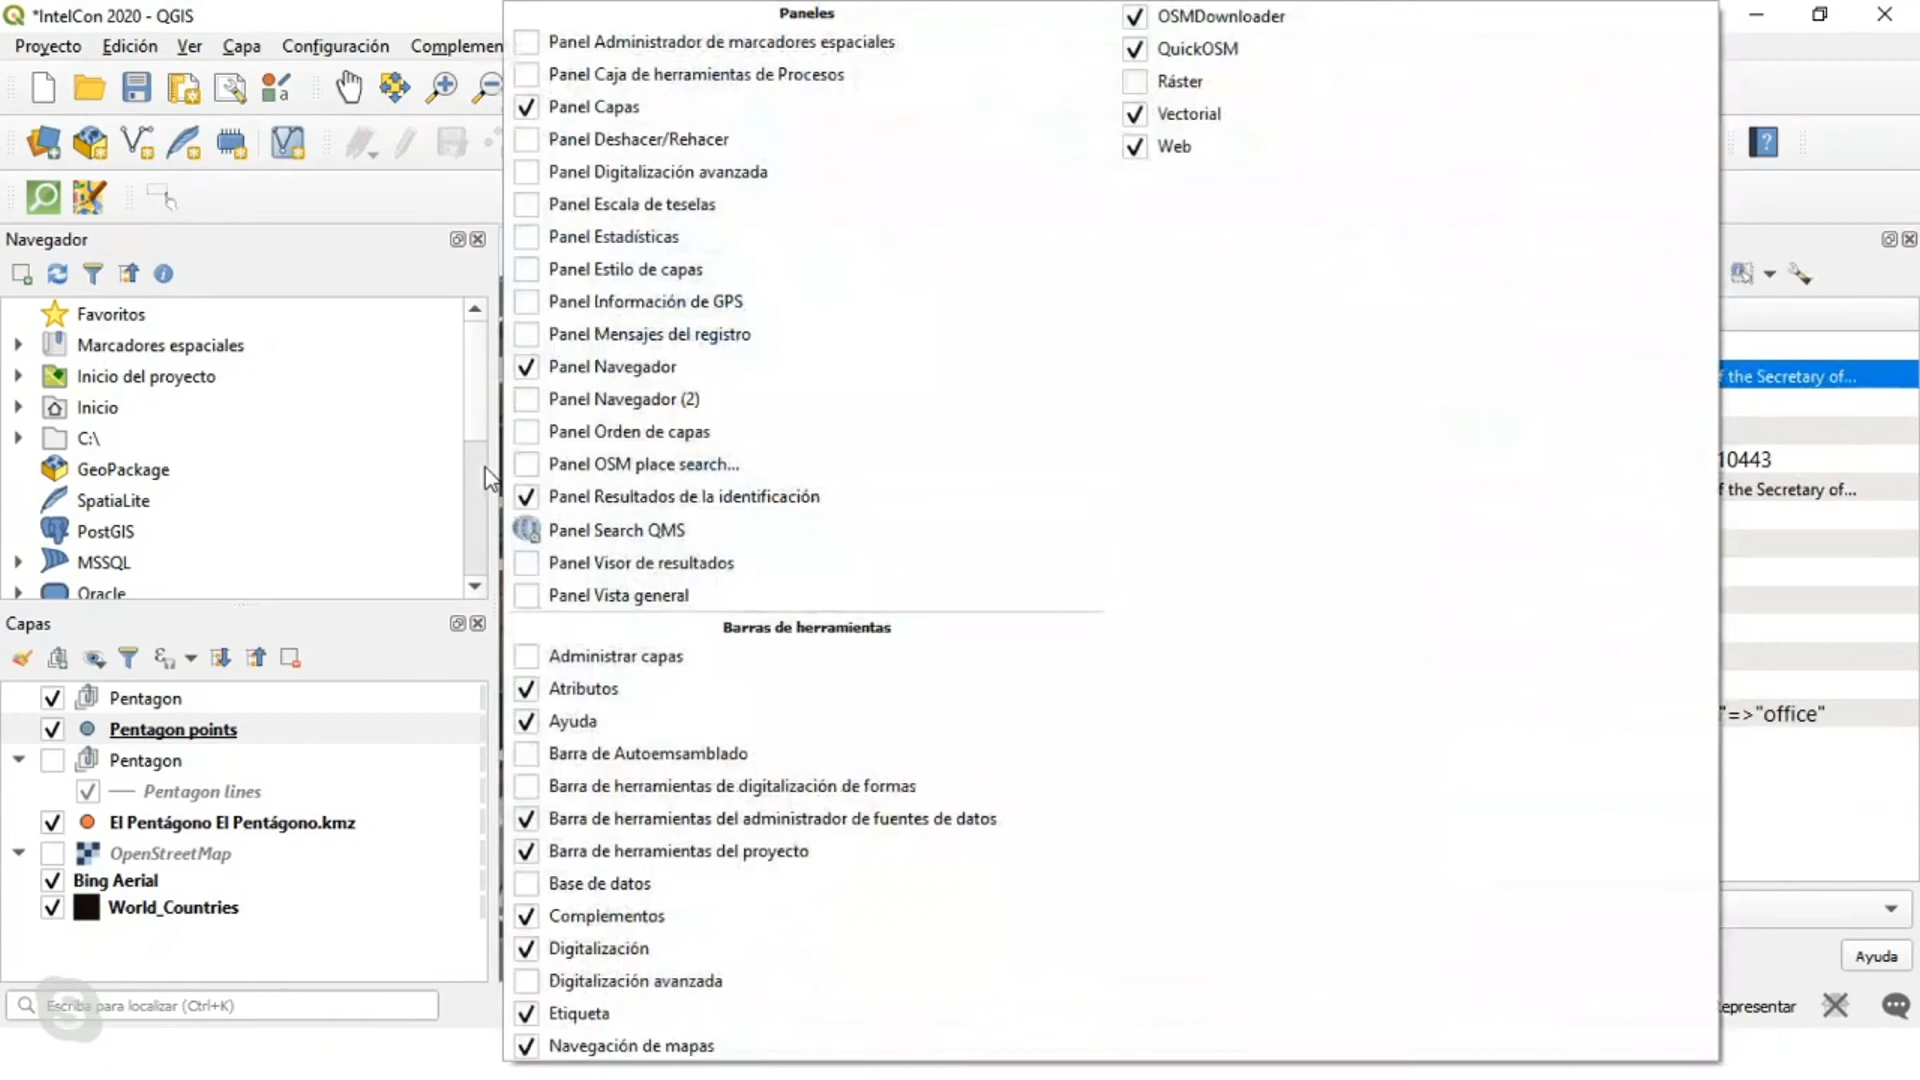 *IntelCon 2020 - QGIS
Proyecto Edición Ver Capa Configuración Complemen
Navegador
Favoritos
Marcadores espaciales
Inicio del proyecto
Inicio
C:\
GeoPackage
SpatiaLite
PostGIS
MSSQL
Oracle
Capas
Pentagon
Pentagon points
Pentagon
Pentagon lines
El Pentágono El Pentágono.kmz
OpenStreetMap
Bing Aerial
World_Countries
Escriba para localizar (Ctrl+K)
Paneles
Panel Administrador de marcadores espaciales
Panel Caja de herramientas de Procesos
Panel Capas
Panel Deshacer/Rehacer
Panel Digitalización avanzada
Panel Escala de teselas
Panel Estadísticas
Panel Estilo de capas
Panel Información de GPS
Panel Mensajes del registro
Panel Navegador
Panel Navegador (2)
Panel Orden de capas
Panel OSM place search...
Panel Resultados de la identificación
Panel Search QMS
Panel Visor de resultados
Panel Vista general
Barras de herramientas
Administrar capas
Atributos
Ayuda
Barra de Autoemsamblado
Barra de herramientas de digitalización de formas
Barra de herramientas del administrador de fuentes de datos
Barra de herramientas del proyecto
Base de datos
Complementos
Digitalización
Digitalización avanzada
Etiqueta
Navegación de mapas
OSMDownloader
QuickOSM
Ráster
Vectorial
Web
f the Secretary of...
10443
f the Secretary of...
"=>"office"
Ayuda
epresentar